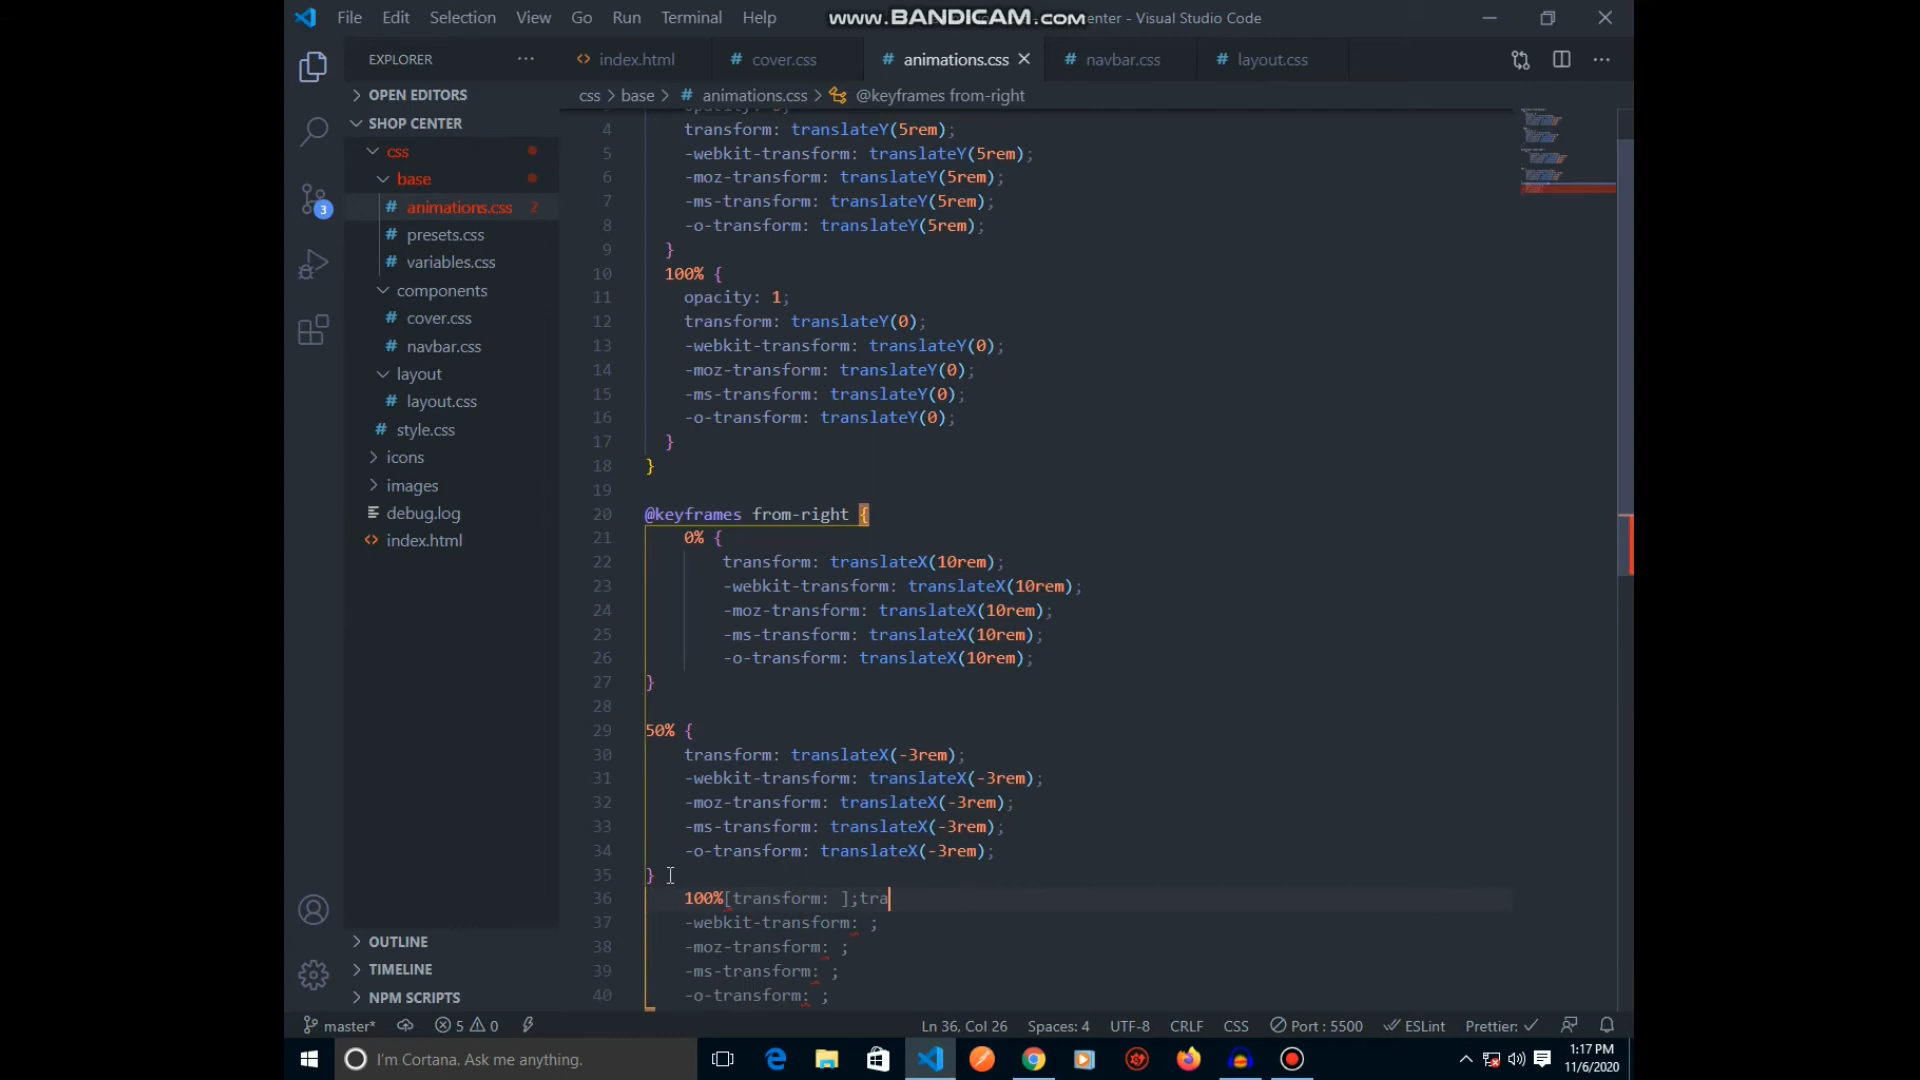 File Edit Selection View Go Run Terminal Help www.BANDICAM.com enter - Visual Studio Code
EXPLORER
index.html
cover.css
animations.css
navbar.css
layout.css
OPEN EDITORS
SHOP CENTER
css
base
animations.css 2
presets.css
variables.css
components
cover.css
navbar.css
layout
layout.css
style.css
icons
images
debug.log
index.html
OUTLINE
TIMELINE
NPM SCRIPTS
3
css > base > # animations.css > @keyframes from-right
4 transform: translateY(5rem);
5 -webkit-transform: translateY(5rem);
6 -moz-transform: translateY(5rem);
7 -ms-transform: translateY(5rem);
8 -o-transform: translateY(5rem);
9 }
10 100% {
11 opacity: 1;
12 transform: translateY(0);
13 -webkit-transform: translateY(0);
14 -moz-transform: translateY(0);
15 -ms-transform: translateY(0);
16 -o-transform: translateY(0);
17 }
18 }
19
20 @keyframes from-right {
21 0% {
22 transform: translateX(10rem);
23 -webkit-transform: translateX(10rem);
24 -moz-transform: translateX(10rem);
25 -ms-transform: translateX(10rem);
26 -o-transform: translateX(10rem);
27 }
28
29 50% {
30 transform: translateX(-3rem);
31 -webkit-transform: translateX(-3rem);
32 -moz-transform: translateX(-3rem);
33 -ms-transform: translateX(-3rem);
34 -o-transform: translateX(-3rem);
35 }
36 100%[transform: ];tra
37 -webkit-transform: ;
38 -moz-transform: ;
39 -ms-transform: ;
40 -o-transform: ;
master* 5 0 Ln 36, Col 26 Spaces: 4 UTF-8 CRLF CSS Port : 5500 ESLint Prettier:
I'm Cortana. Ask me anything.
1:17 PM
11/6/2020